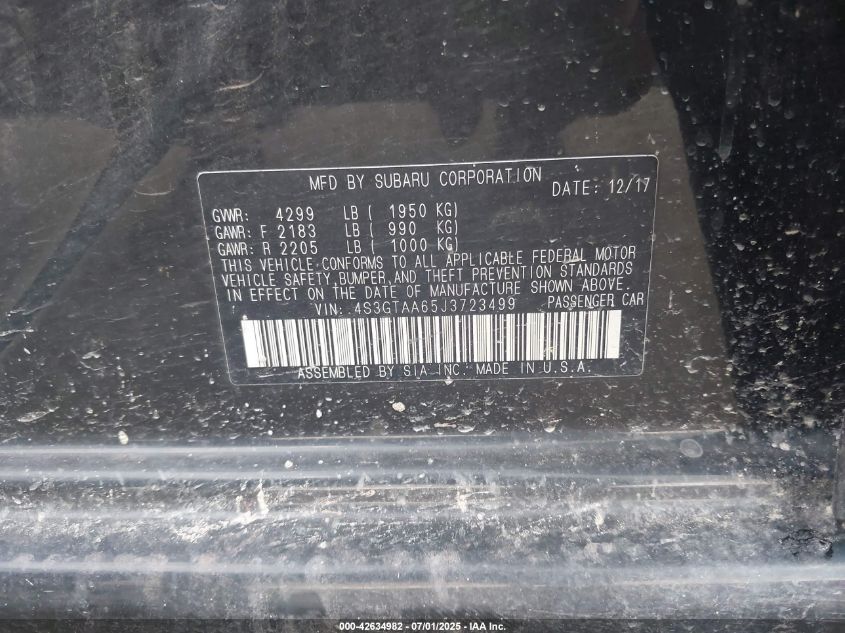 MFD BY SUBARU CORPORATION DATE: 12/17
GVWR: 4299 LB ( 1950 KG)
GAWR: F 2183 LB ( 990 KG)
GAWR: R 2205 LB ( 1000 KG)
THIS VEHICLE CONFORMS TO ALL APPLICABLE FEDERAL MOTOR
VEHICLE SAFETY, BUMPER, AND THEFT PREVENTION STANDARDS
IN EFFECT ON THE DATE OF MANUFACTURE SHOWN ABOVE.
VIN: 4S3GTAA65J3723499 PASSENGER CAR
ASSEMBLED BY SIA INC. MADE IN U.S.A.
000-42634982 - 07/01/2025 - IAA Inc.